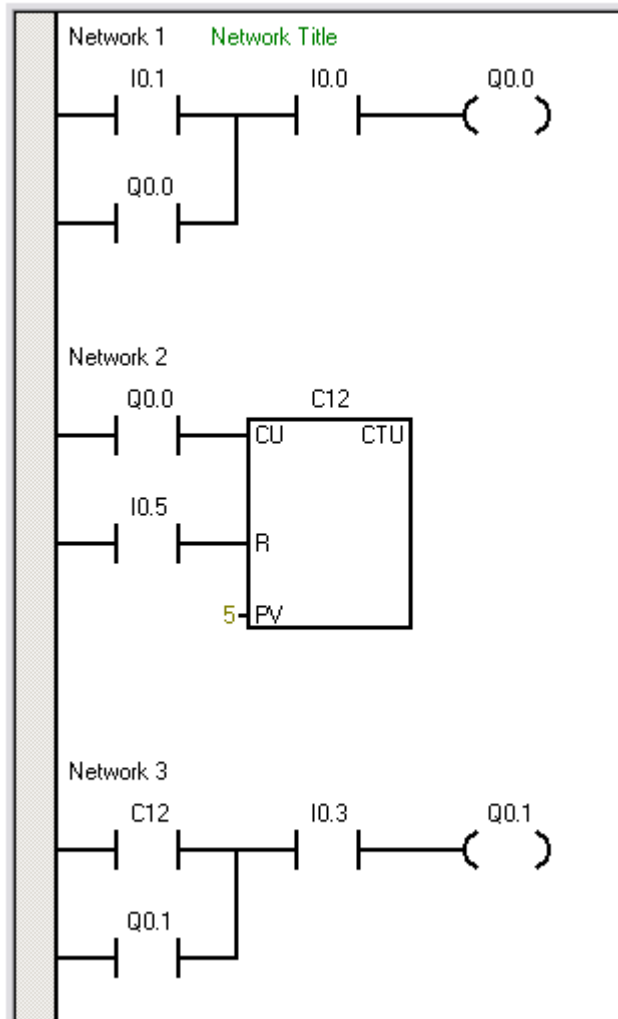 Network 1 Network Title
I0.1 I0.0 Q0.0
Q0.0
Network 2
Q0.0 C12
CU CTU
I0.5
R
5 PV
Network 3
C12 I0.3 Q0.1
Q0.1